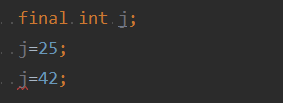 final int j;
j=25;
j=42;